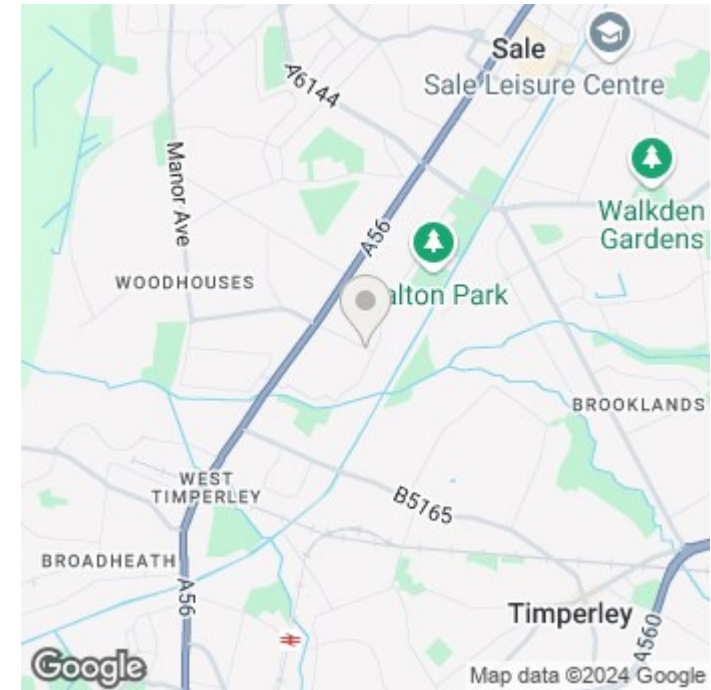 Sale
Sale Leisure Centre
A6144
Manor Ave
Walkden
Gardens
A56
WOODHOUSES
alton Park
BROOKLANDS
WEST
TIMPERLEY
B5165
BROADHEATH
A56
Timperley
A560
Google
Map data ©2024 Google